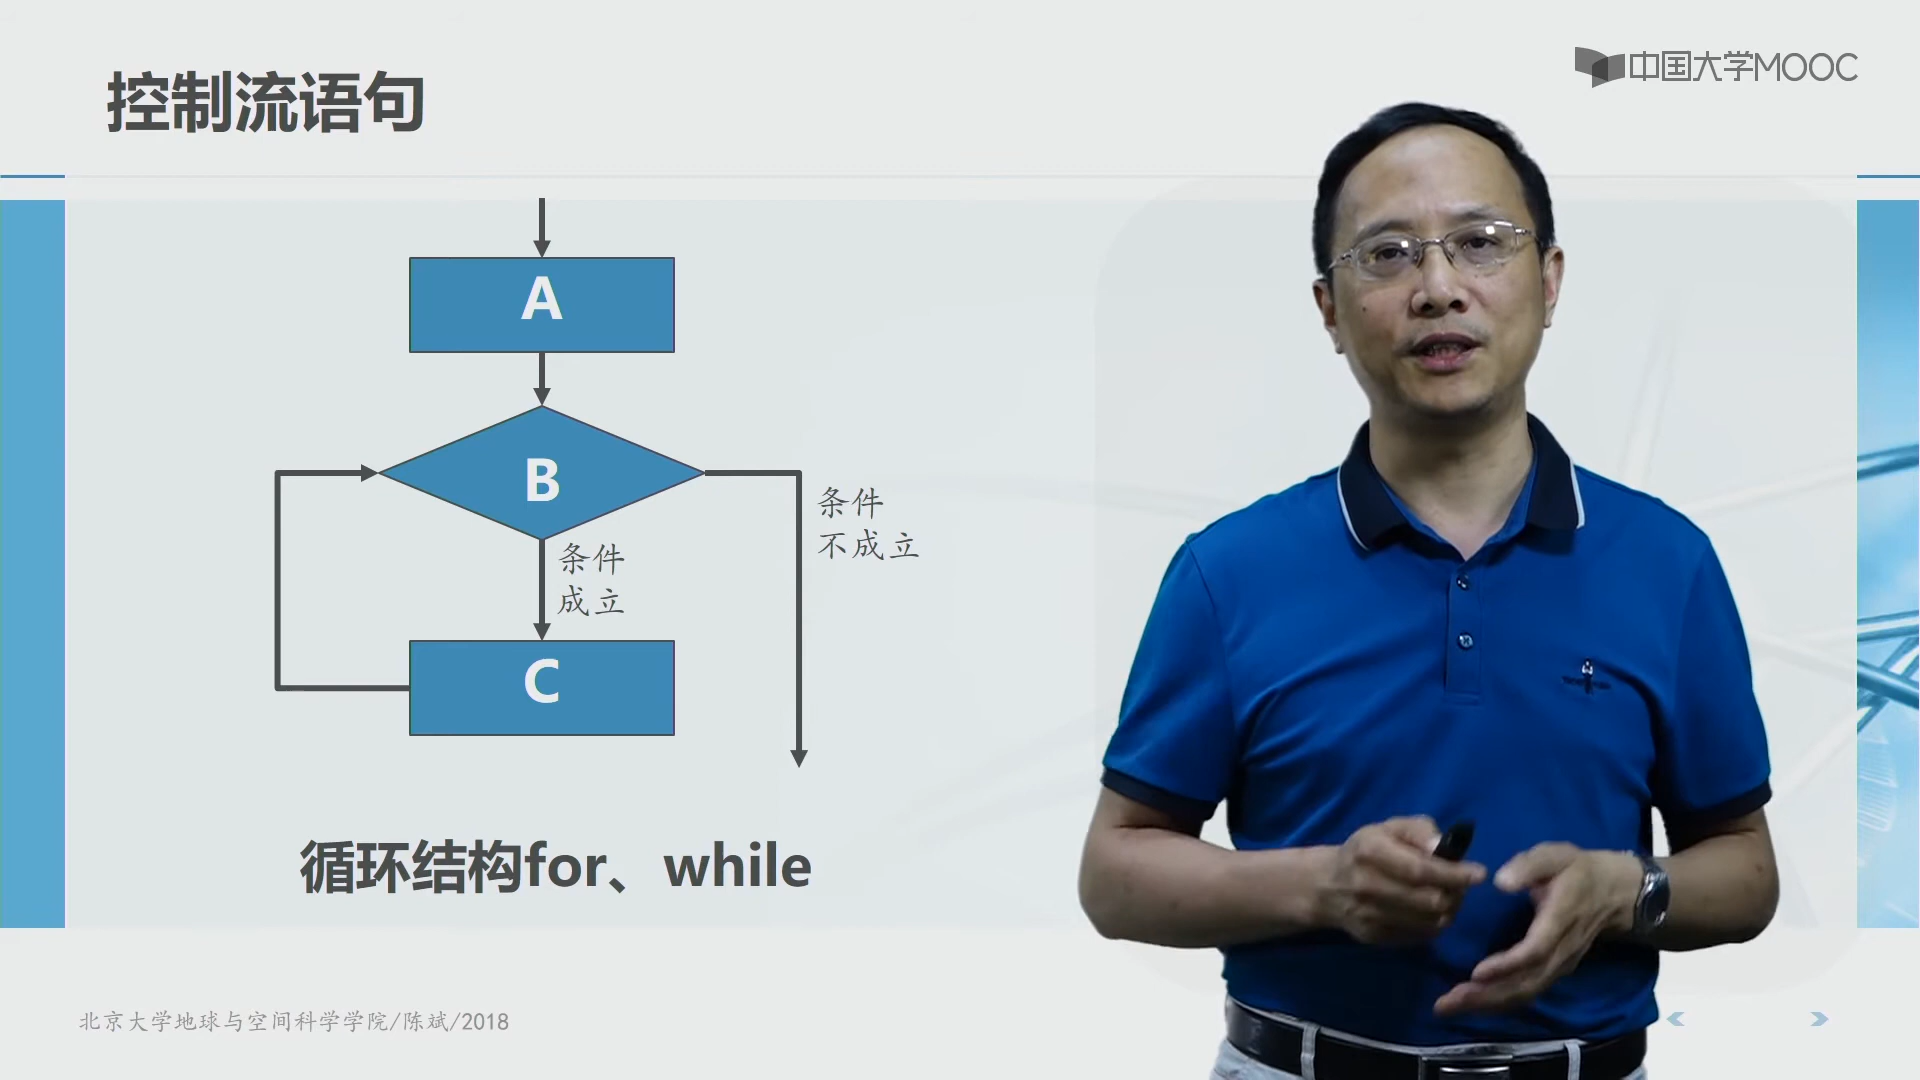 控制流语句
中国大学MOOC
A
B
条件
不成立
条件
成立
C
循环结构for、while
北京大学地球与空间科学学院/陈斌/2018